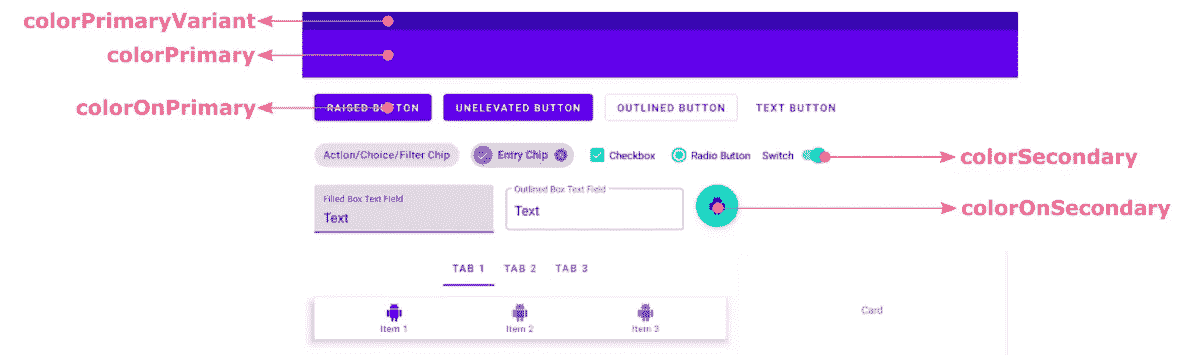 colorPrimaryVariant
colorPrimary
colorOnPrimary RAISED BUTTON UNELEVATED BUTTON OUTLINED BUTTON TEXT BUTTON
Action/Choice/Filter Chip Entry Chip Checkbox Radio Button Switch colorSecondary
Filled Box Text Field Outlined Box Text Field
Text Text colorOnSecondary
TAB 1 TAB 2 TAB 3
Card
Item 1 Item 2 Item 3